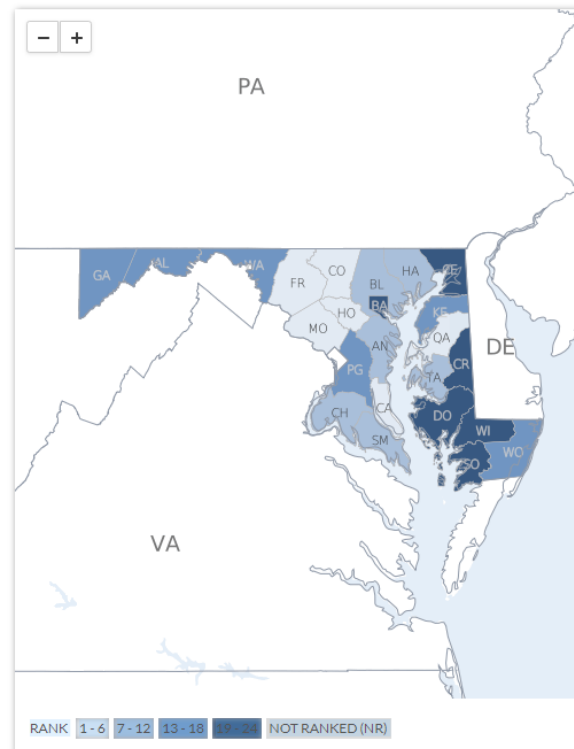 − +
PA
GA AL WA FR CO BL HA CE
BA KE
HO
MO QA
AN DE
PG CR
TA
CA
CH DO
WI
SM
WO
SO
VA
RANK 1 - 6 7 - 12 13 - 18 19 - 24 NOT RANKED (NR)